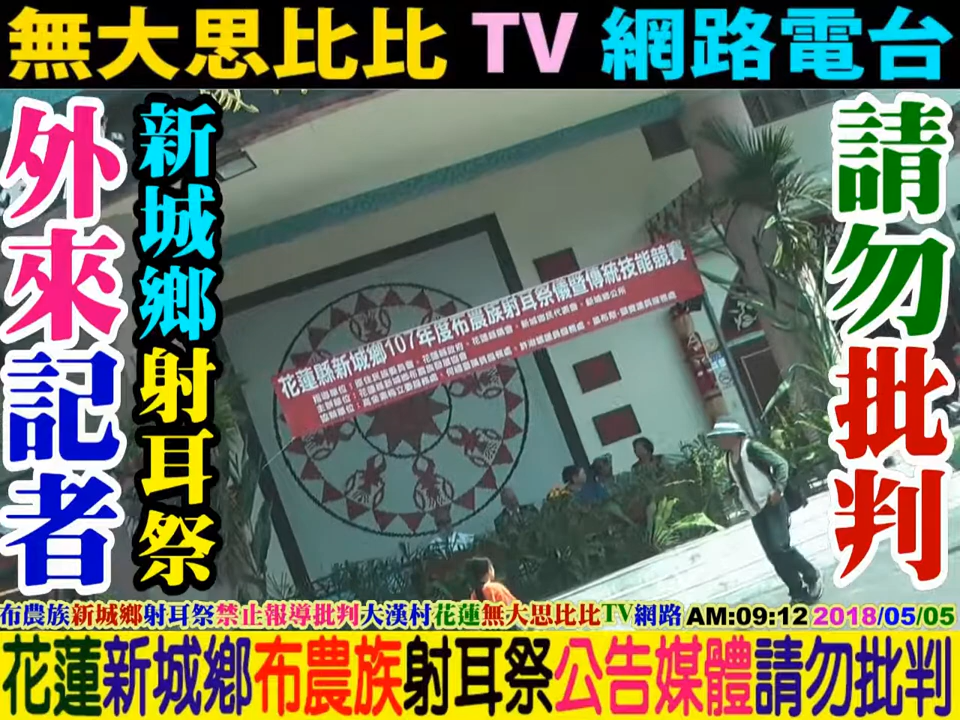 無大思比比 TV 網路電台
外來記者
新城鄉射耳祭
請勿批判
花蓮縣新城鄉107年度布農族射耳祭儀暨傳統技能競賽
布農族新城鄉射耳祭禁止報導批判大漢村花蓮無大思比比TV網路 AM:09:12 2018/05/05
花蓮新城鄉布農族射耳祭公告媒體請勿批判